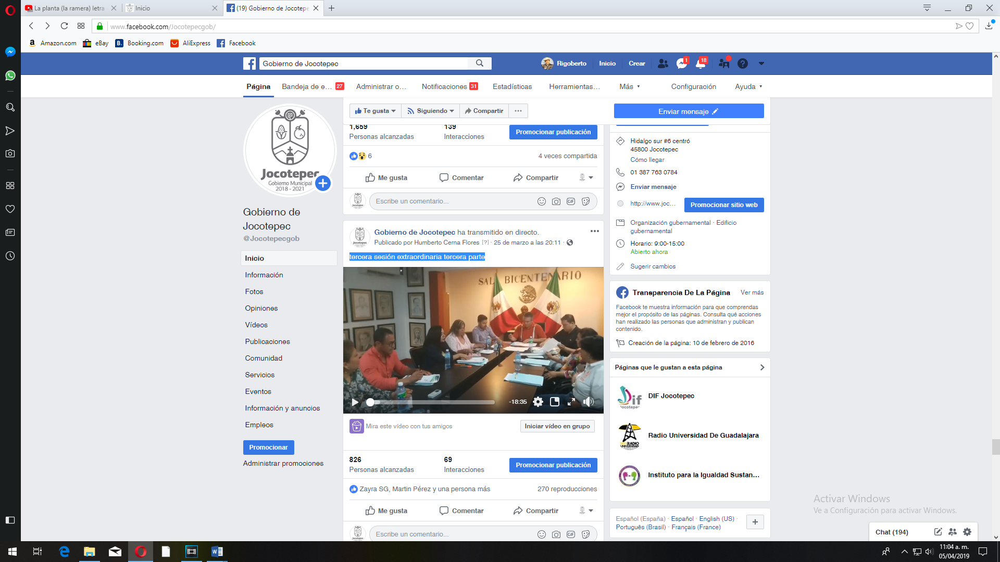 La planta (la ramera) letra
Inicio
(19) Gobierno de Jocotepe
www.facebook.com/Jocotepecgob/
Amazon.com
eBay
Booking.com
AliExpress
Facebook
Gobierno de Jocotepec
Rigoberto
Inicio
Crear
1
18
Página
Bandeja de e... 27
Administrar o...
Notificaciones 31
Estadísticas
Herramientas...
Más
Configuración
Ayuda
Jocotepec
Gobierno Municipal
2018 - 2021
Gobierno de
Jocotepec
@Jocotepecgob
Inicio
Información
Fotos
Opiniones
Vídeos
Publicaciones
Comunidad
Servicios
Eventos
Información y anuncios
Empleos
Promocionar
Administrar promociones
Te gusta
Siguiendo
Compartir
Enviar mensaje
1,659
Personas alcanzadas
139
Interacciones
Promocionar publicación
6
4 veces compartida
Me gusta
Comentar
Compartir
Escribe un comentario...
GIF
Gobierno de Jocotepec ha transmitido en directo.
Publicado por Humberto Cerna Flores [?] · 25 de marzo a las 20:11 ·
tercera sesión extraordinaria tercera parte
SALA BICENTENARIO
-18:35
Mira este vídeo con tus amigos
Iniciar vídeo en grupo
826
Personas alcanzadas
69
Interacciones
Promocionar publicación
Zayra SG, Martin Pérez y una persona más
270 reproducciones
Me gusta
Comentar
Compartir
Escribe un comentario...
GIF
Hidalgo sur #6 centró
45800 Jocotepec
Cómo llegar
01 387 763 0784
Enviar mensaje
http://www.joc...
Promocionar sitio web
Organización gubernamental · Edificio
gubernamental
Horario: 9:00-15:00
Abierto ahora
Sugerir cambios
Transparencia De La Página
Ver más
Facebook te muestra información para que comprendas
mejor el propósito de las páginas. Consulta qué acciones
han realizado las personas que administran y publican
contenido.
Creación de la página: 10 de febrero de 2016
Páginas que le gustan a esta página
DIF Jocotepec
Radio Universidad De Guadalajara
Instituto para la Igualdad Sustan...
Español (España) · Español · English (US) ·
Português (Brasil) · Français (France)
Activar Windows
Ve a Configuración para activar Windows.
Chat (194)
11:04 a. m.
05/04/2019